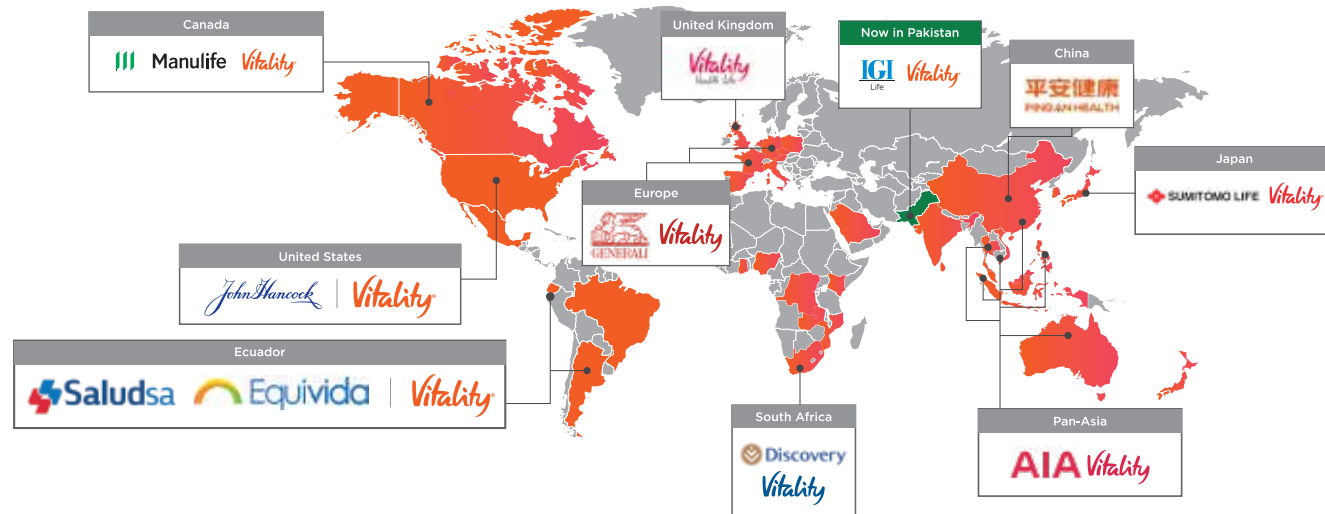 Canada
Manulife Vitality
United Kingdom
Vitality
Health Life
Now in Pakistan
IGI
Life
Vitality
China
平安健康
PING AN HEALTH
Japan
SUMITOMO LIFE Vitality
Europe
GENERALI
Vitality
United States
John Hancock Vitality
Ecuador
Saludsa Equivida Vitality
South Africa
Discovery
Vitality
Pan-Asia
AIA Vitality